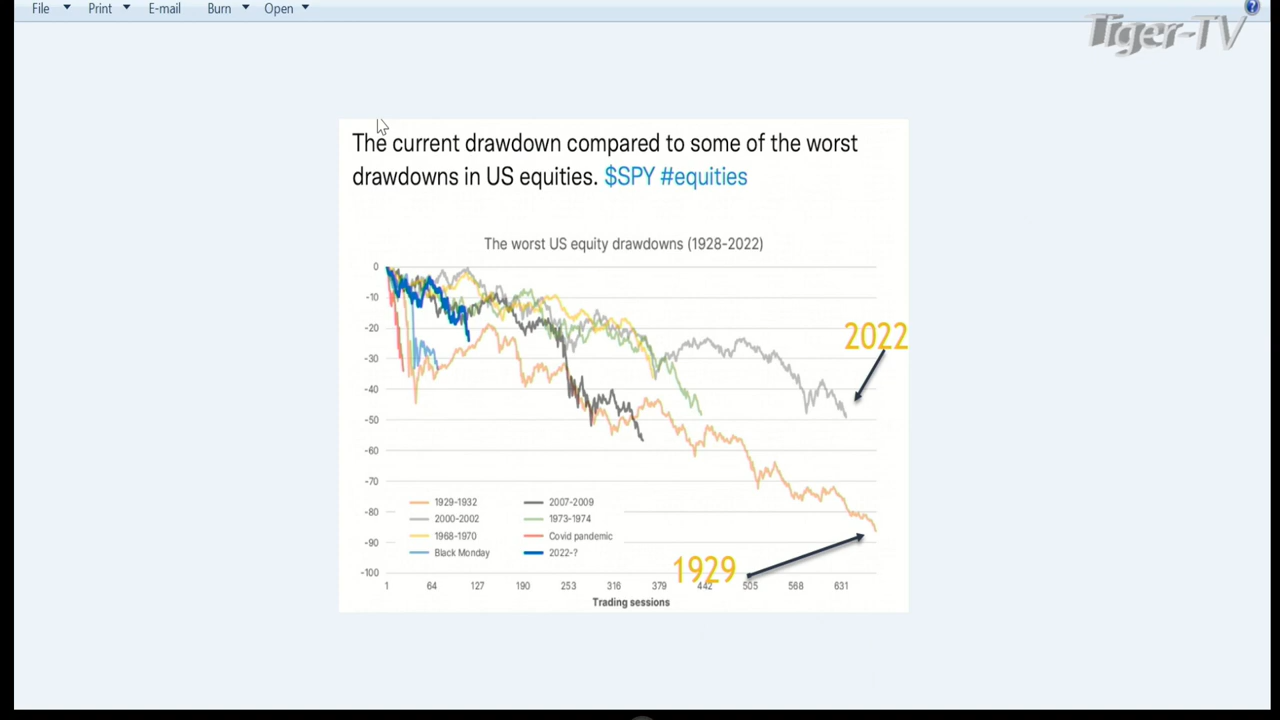 File Print E-mail Burn Open ?
Tiger-TV
The current drawdown compared to some of the worst
drawdowns in US equities. $SPY #equities
The worst US equity drawdowns (1928-2022)
0
-10
-20
-30
-40
-50
-60
-70
-80
-90
-100
2022
1929-1932 2007-2009
2000-2002 1973-1974
1968-1970 Covid pandemic
Black Monday 2022-?
1929
1 64 127 190 253 316 379 442 505 568 631
Trading sessions